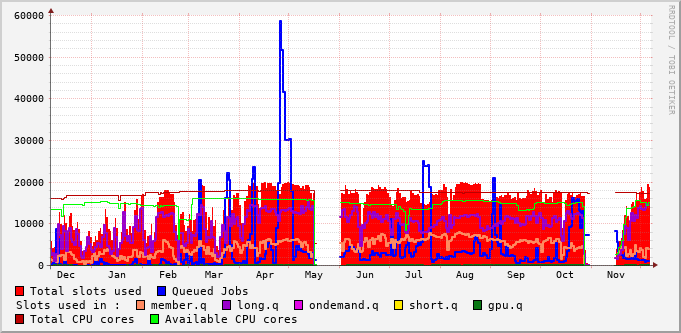 60000
50000
40000
30000
20000
10000
0
Dec Jan Feb Mar Apr May Jun Jul Aug Sep Oct Nov
RRDTOOL / TOBI OETIKER
Total slots used Queued Jobs
Slots used in : member.q long.q ondemand.q short.q gpu.q
Total CPU cores Available CPU cores